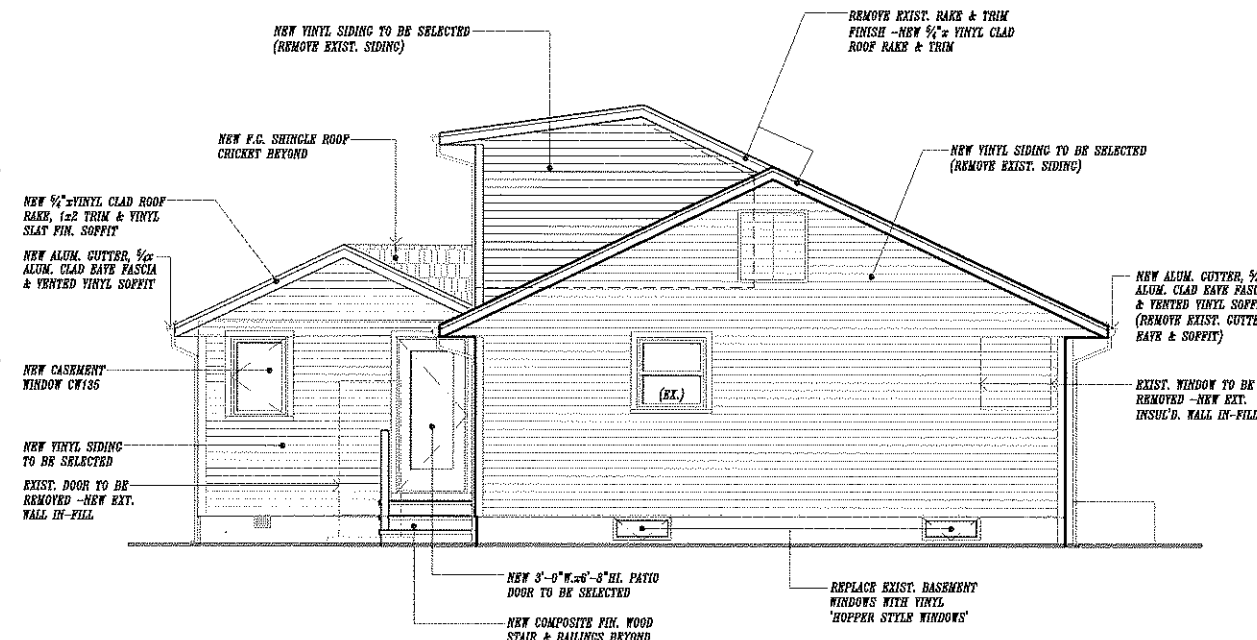 NEW VINYL SIDING TO BE SELECTED
(REMOVE EXIST. SIDING)
REMOVE EXIST. RAKE & TRIM
FINISH -NEW 5/4"x VINYL CLAD
ROOF RAKE & TRIM
NEW F.G. SHINGLE ROOF
CRICKET BEYOND
NEW VINYL SIDING TO BE SELECTED
(REMOVE EXIST. SIDING)
NEW 5/4"xVINYL CLAD ROOF
RAKE, 1x2 TRIM & VINYL
SLAT FIN. SOFFIT
NEW ALUM. GUTTER, 5/4x
ALUM. CLAD EAVE FASCIA
& VENTED VINYL SOFFIT
NEW ALUM. GUTTER,
ALUM. CLAD EAVE FASC
& VENTED VINYL SOFF
(REMOVE EXIST. GUTTE
EAVE & SOFFIT)
NEW CASEMENT
WINDOW CW135
(EX.)
EXIST. WINDOW TO BE
REMOVED -NEW EXT.
INSUL'D. WALL IN-FILL
NEW VINYL SIDING
TO BE SELECTED
EXIST. DOOR TO BE
REMOVED -NEW EXT.
WALL IN-FILL
NEW 3'-0"W.x6'-8"HI. PATIO
DOOR TO BE SELECTED
REPLACE EXIST. BASEMENT
WINDOWS WITH VINYL
'HOPPER STYLE WINDOWS'
NEW COMPOSITE FIN. WOOD
STAIR & RAILINGS BEYOND